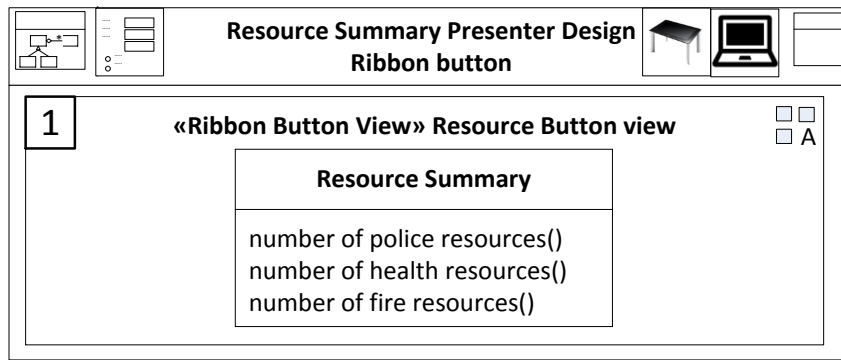 Resource Summary Presenter Design
Ribbon button
1
«Ribbon Button View» Resource Button view
A
Resource Summary
number of police resources()
number of health resources()
number of fire resources()